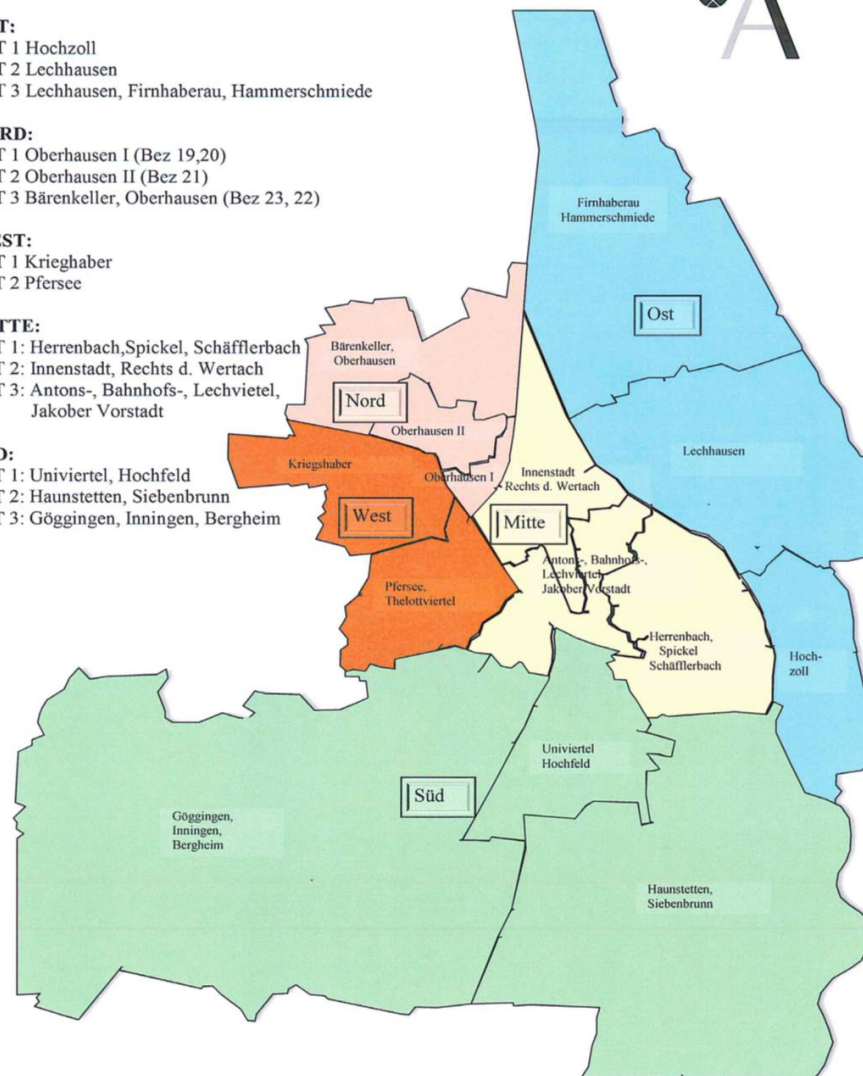 T:
T 1 Hochzoll
T 2 Lechhausen
T 3 Lechhausen, Firnhaberau, Hammerschmiede
RD:
T 1 Oberhausen I (Bez 19,20)
T 2 Oberhausen II (Bez 21)
T 3 Bärenkeller, Oberhausen (Bez 23, 22)
EST:
T 1 Krieghaber
T 2 Pfersee
TTE:
T 1: Herrenbach,Spickel, Schäfflerbach
T 2: Innenstadt, Rechts d. Wertach
T 3: Antons-, Bahnhofs-, Lechvietel,
Jakober Vorstadt
D:
T 1: Univiertel, Hochfeld
T 2: Haunstetten, Siebenbrunn
T 3: Göggingen, Inningen, Bergheim
A
Firnhaberau
Hammerschmiede
Ost
Bärenkeller,
Oberhausen
Nord
Oberhausen II
Lechhausen
Kriegshaber
Oberhausen I
Innenstadt
Rechts d. Wertach
West
Mitte
Antons-, Bahnhofs-,
Lechviertel,
Jakober Vorstadt
Pfersee,
Thelottviertel
Herrenbach,
Spickel
Schäfflerbach
Hoch-
zoll
Univiertel
Hochfeld
Süd
Göggingen,
Inningen,
Bergheim
Haunstetten,
Siebenbrunn